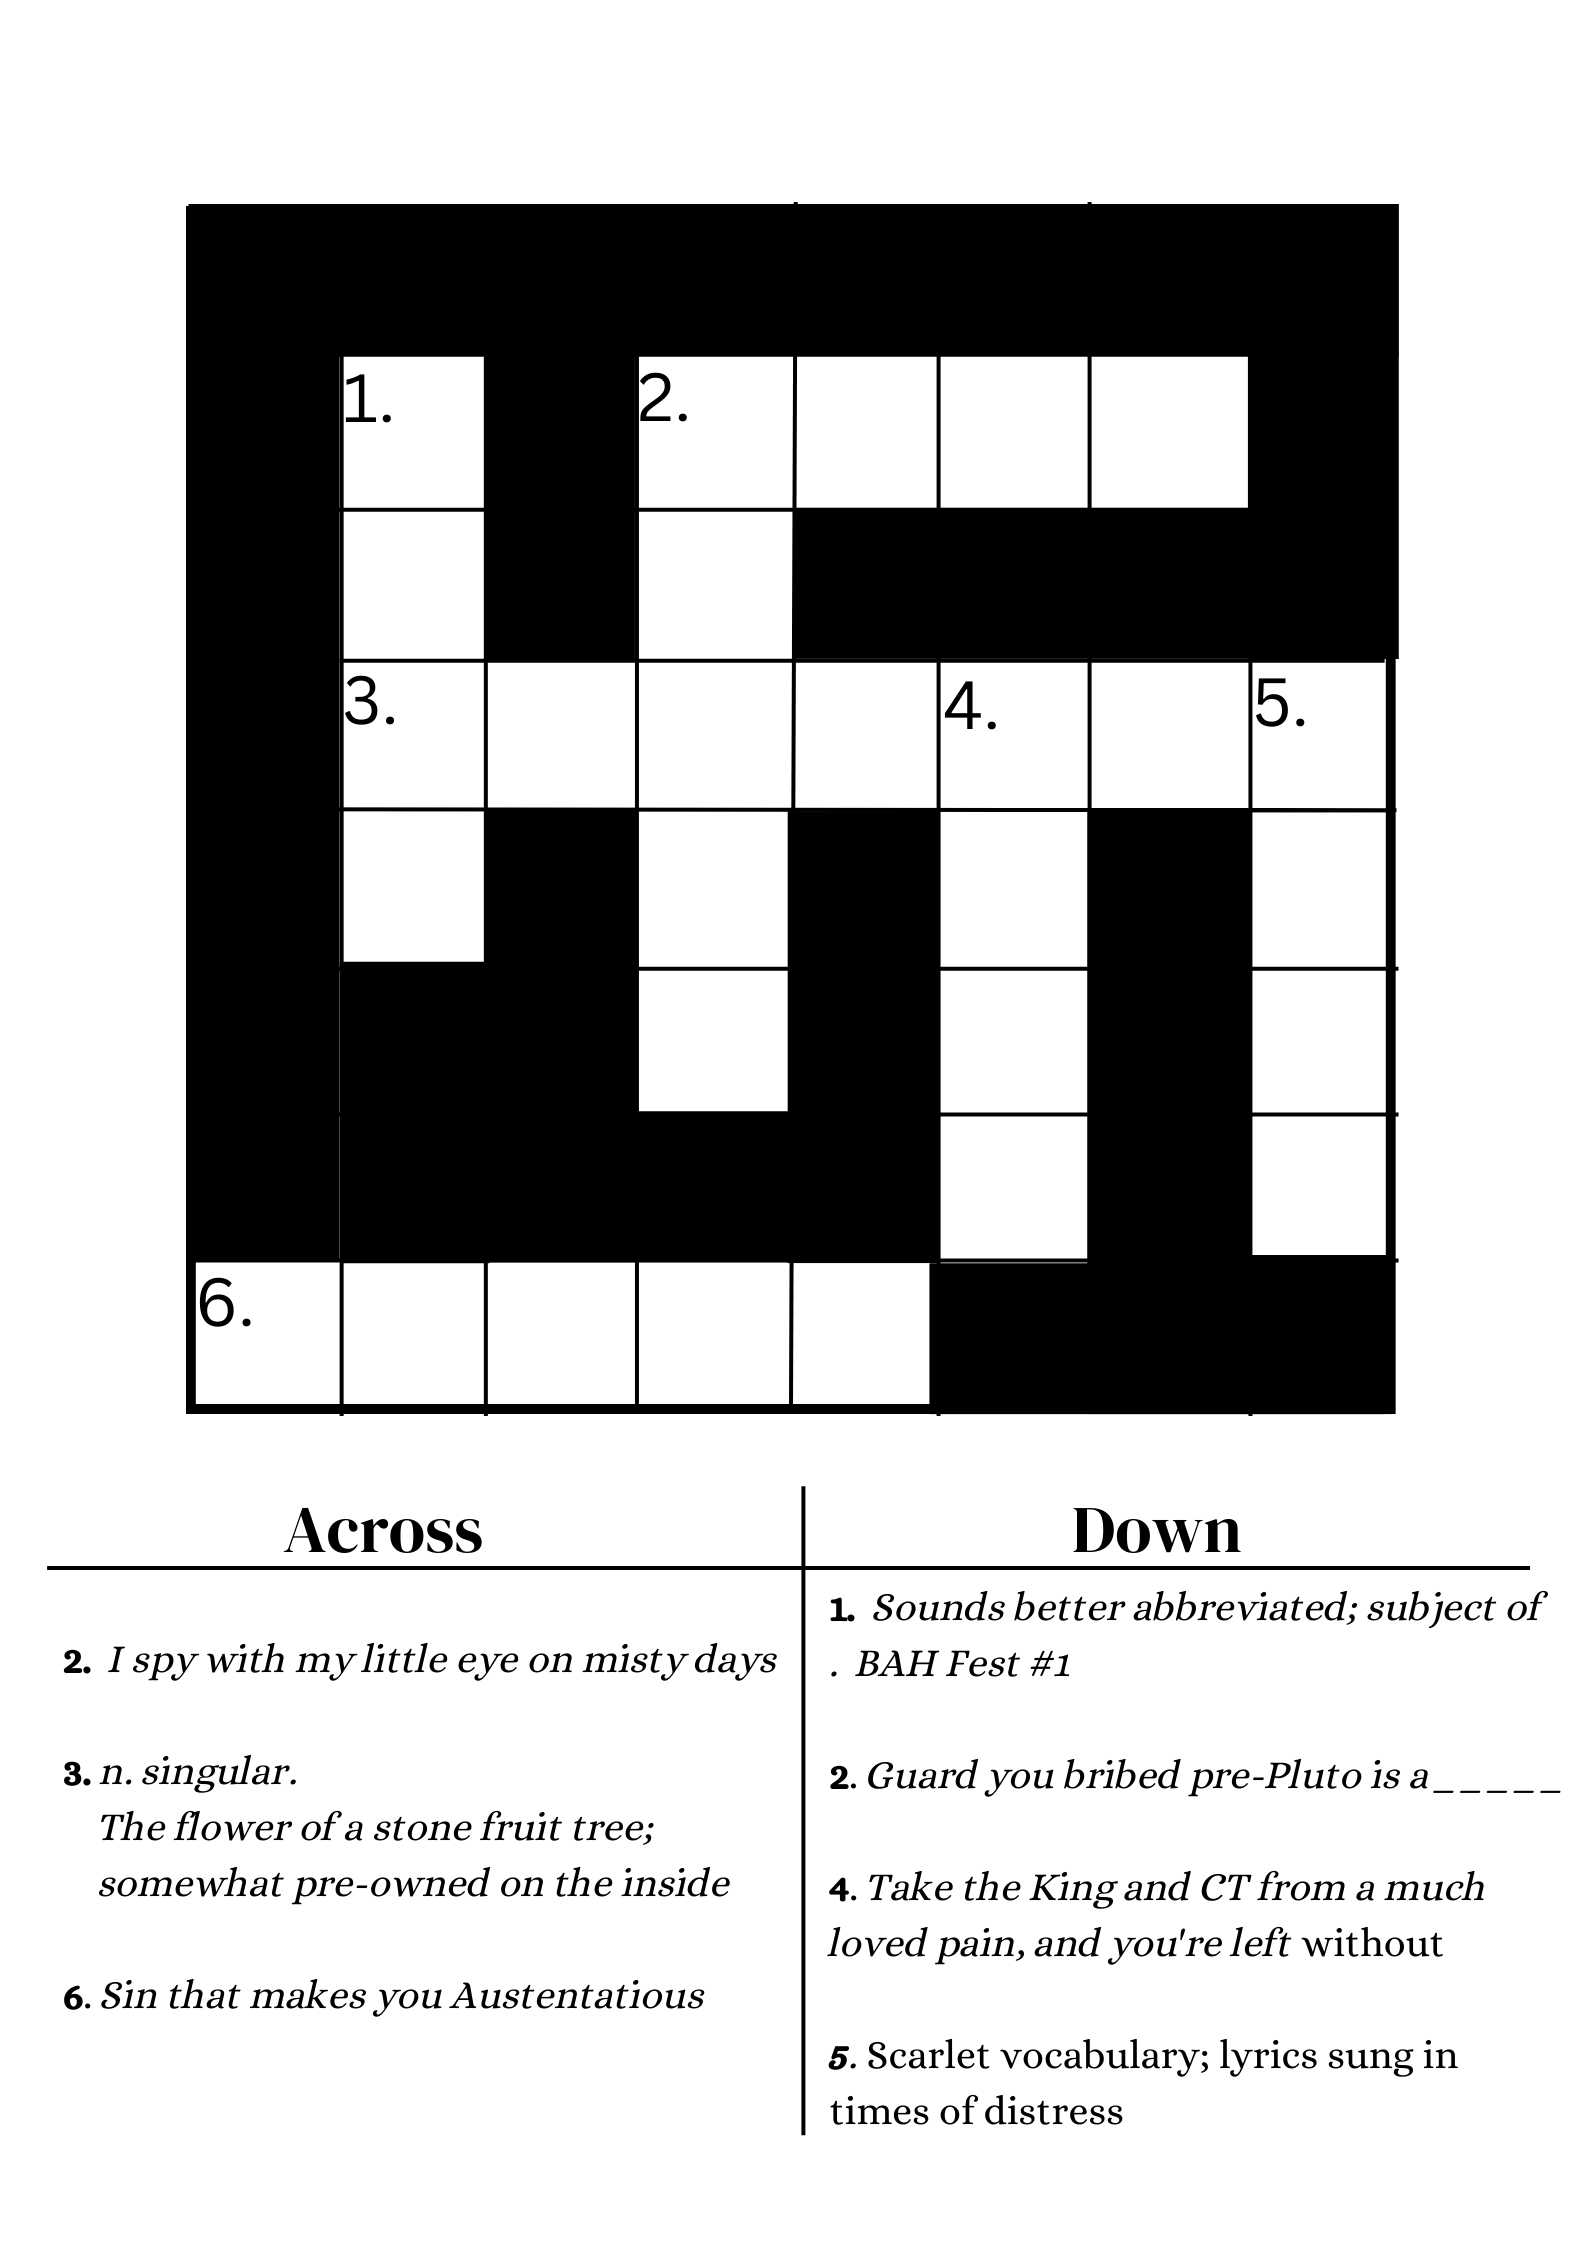 1.
2.
3.
4.
5.
6.
Across
2. I spy with my little eye on misty days
3. n. singular.
The flower of a stone fruit tree;
somewhat pre-owned on the inside
6. Sin that makes you Austentatious
Down
1. Sounds better abbreviated; subject of
. BAH Fest #1
2. Guard you bribed pre-Pluto is a _ _ _ _ _
4. Take the King and CT from a much
loved pain, and you're left without
5. Scarlet vocabulary; lyrics sung in
times of distress